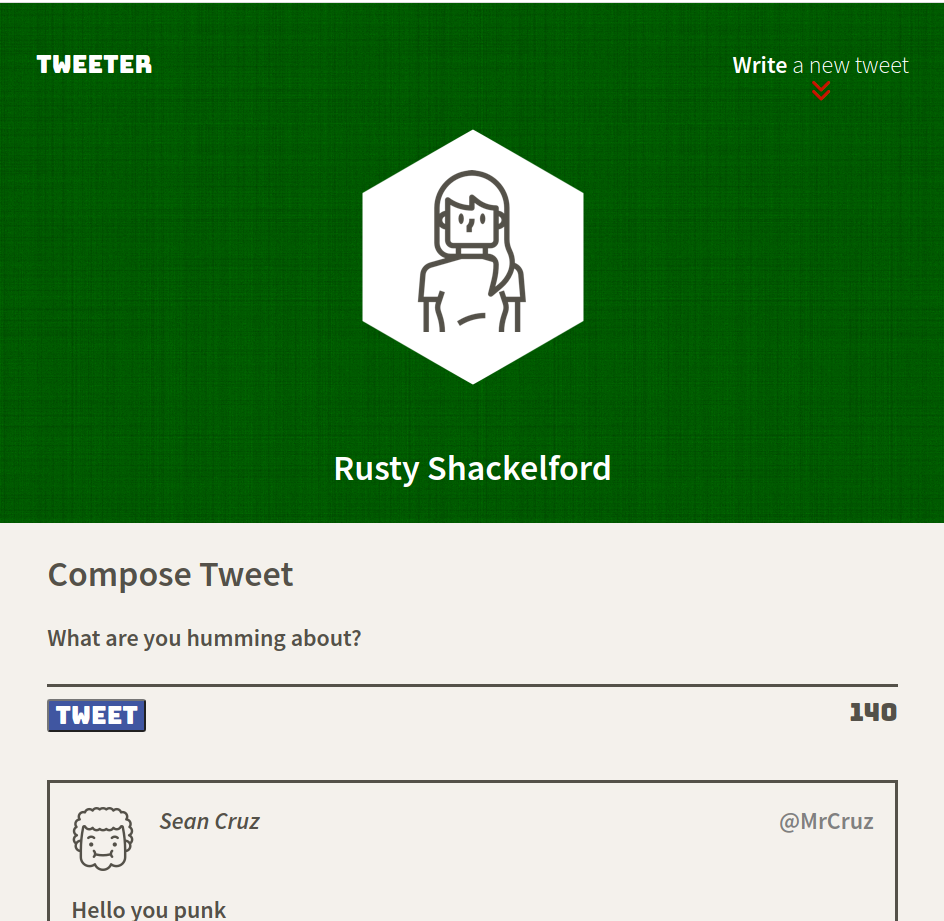 TWEETER
Write a new tweet
Rusty Shackelford
Compose Tweet
What are you humming about?
TWEET
140
Sean Cruz
@MrCruz
Hello you punk